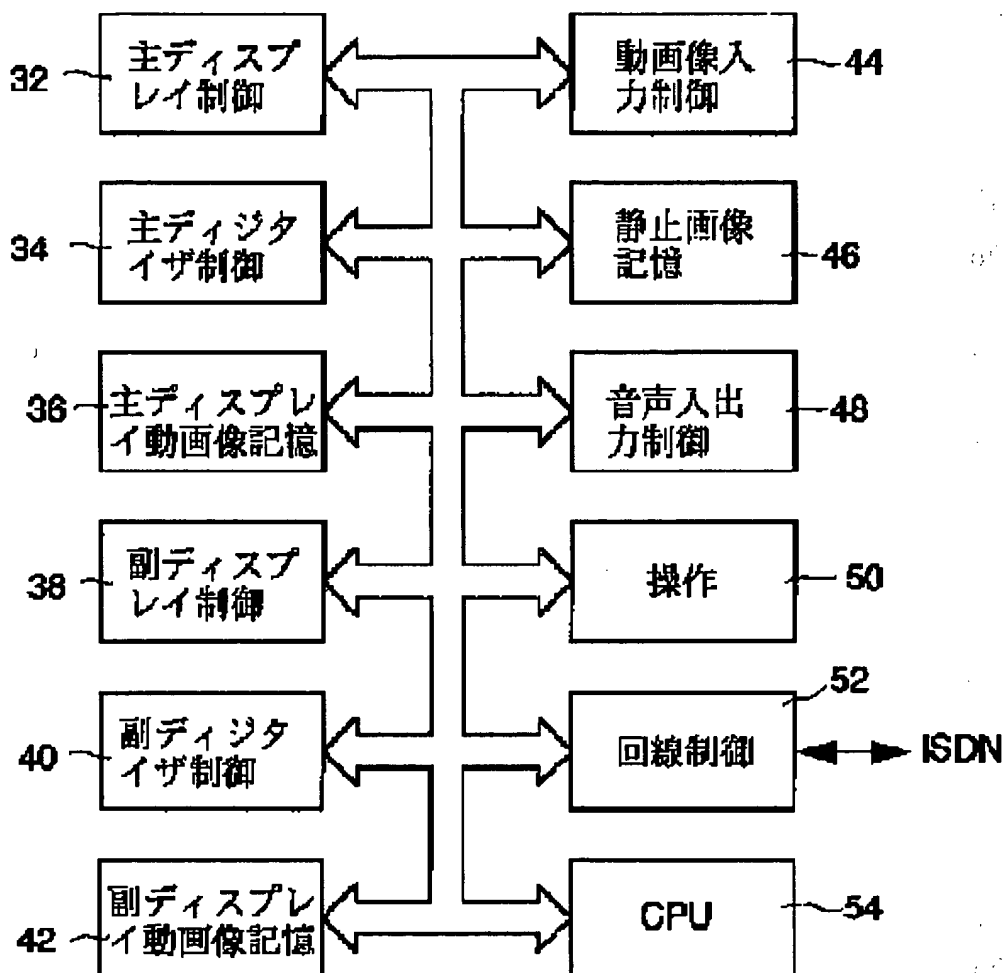 32
主ディスプ
レイ制御
動画像入
力制御
44
34
主ディジタ
イザ制御
静止画像
記憶
46
36
主ディスプレ
イ動画像記憶
音声入出
力制御
48
38
副ディスプ
レイ制御
操作
50
40
副ディジタ
イザ制御
52
回線制御
ISDN
42
副ディスプレ
イ動画像記憶
CPU
54